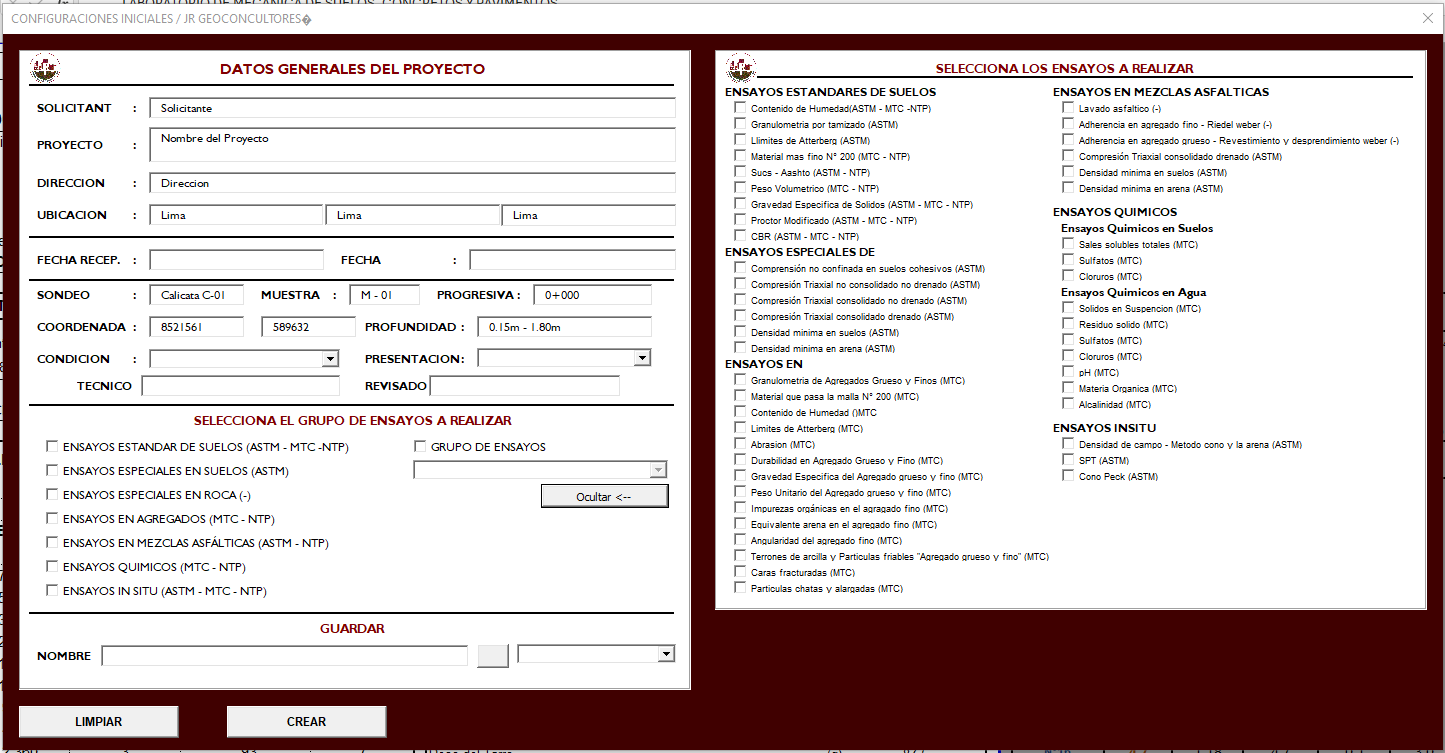 LABORATORIO DE MECANICA DE SUELOS, CONCRETOS Y PAVIMENTOS
CONFIGURACIONES INICIALES / JR GEOCONCULTORES�
DATOS GENERALES DEL PROYECTO
SOLICITANT : Solicitante
PROYECTO : Nombre del Proyecto
DIRECCION : Direccion
UBICACION : Lima Lima Lima
FECHA RECEP. : FECHA :
SONDEO : Calicata C-01 MUESTRA : M - 01 PROGRESIVA : 0+000
COORDENADA : 8521561 589632 PROFUNDIDAD : 0.15m - 1.80m
CONDICION : PRESENTACION:
TECNICO REVISADO
SELECCIONA EL GRUPO DE ENSAYOS A REALIZAR
ENSAYOS ESTANDAR DE SUELOS (ASTM - MTC -NTP) GRUPO DE ENSAYOS
ENSAYOS ESPECIALES EN SUELOS (ASTM)
ENSAYOS ESPECIALES EN ROCA (-) Ocultar <--
ENSAYOS EN AGREGADOS (MTC - NTP)
ENSAYOS EN MEZCLAS ASFÁLTICAS (ASTM - NTP)
ENSAYOS QUIMICOS (MTC - NTP)
ENSAYOS IN SITU (ASTM - MTC - NTP)
GUARDAR
NOMBRE
LIMPIAR CREAR
SELECCIONA LOS ENSAYOS A REALIZAR
ENSAYOS ESTANDARES DE SUELOS
Contenido de Humedad(ASTM - MTC -NTP)
Granulometria por tamizado (ASTM)
Llimites de Atterberg (ASTM)
Material mas fino N° 200 (MTC - NTP)
Sucs - Aashto (ASTM - NTP)
Peso Volumetrico (MTC - NTP)
Gravedad Especifica de Solidos (ASTM - MTC - NTP)
Proctor Modificado (ASTM - MTC - NTP)
CBR (ASTM - MTC - NTP)
ENSAYOS ESPECIALES DE
Comprensión no confinada en suelos cohesivos (ASTM)
Compresión Triaxial no consolidado no drenado (ASTM)
Compresión Triaxial consolidado no drenado (ASTM)
Compresión Triaxial consolidado drenado (ASTM)
Densidad minima en suelos (ASTM)
Densidad minima en arena (ASTM)
ENSAYOS EN
Granulometria de Agregados Grueso y Finos (MTC)
Material que pasa la malla N° 200 (MTC)
Contenido de Humedad ()MTC
Limites de Atterberg (MTC)
Abrasion (MTC)
Durabilidad en Agregado Grueso y Fino (MTC)
Gravedad Especifica del Agregado grueso y fino (MTC)
Peso Unitario del Agregado grueso y fino (MTC)
Impurezas orgánicas en el agragado fino (MTC)
Equivalente arena en el agregado fino (MTC)
Angularidad del agregado fino (MTC)
Terrones de arcilla y Particulas friables "Agregado grueso y fino" (MTC)
Caras fracturadas (MTC)
Particulas chatas y alargadas (MTC)
ENSAYOS EN MEZCLAS ASFALTICAS
Lavado asfaltico (-)
Adherencia en agregado fino - Riedel weber (-)
Adherencia en agregado grueso - Revestimiento y desprendimiento weber (-)
Compresión Triaxial consolidado drenado (ASTM)
Densidad minima en suelos (ASTM)
Densidad minima en arena (ASTM)
ENSAYOS QUIMICOS
Ensayos Quimicos en Suelos
Sales solubles totales (MTC)
Sulfatos (MTC)
Cloruros (MTC)
Ensayos Quimicos en Agua
Solidos en Suspencion (MTC)
Residuo solido (MTC)
Sulfatos (MTC)
Cloruros (MTC)
pH (MTC)
Materia Organica (MTC)
Alcalinidad (MTC)
ENSAYOS INSITU
Densidad de campo - Metodo cono y la arena (ASTM)
SPT (ASTM)
Cono Peck (ASTM)